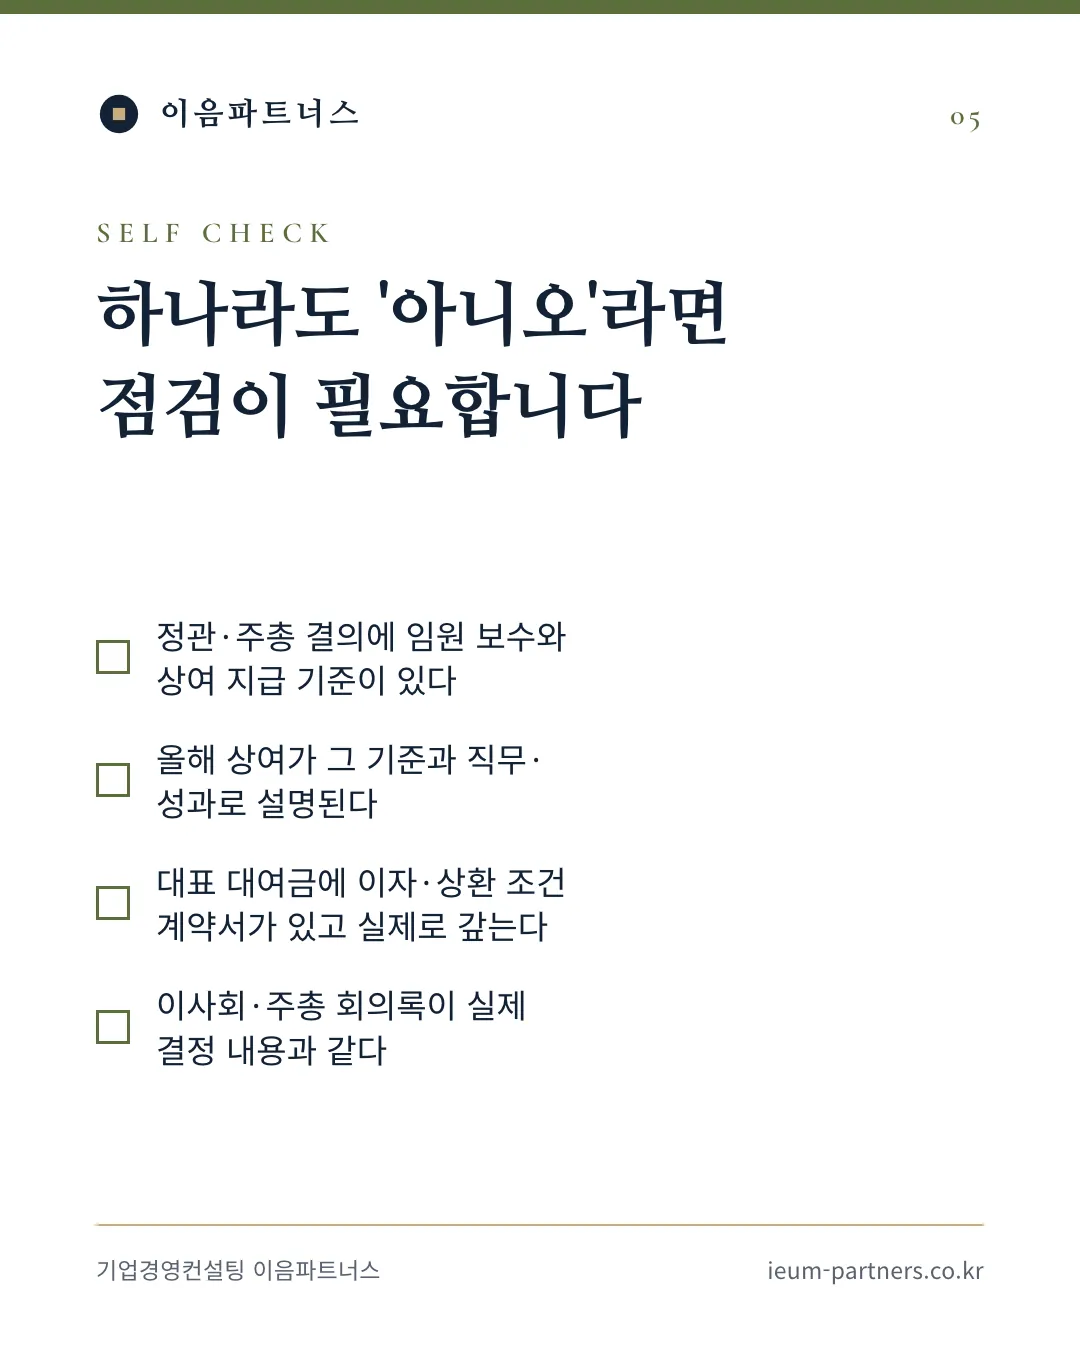 이음파트너스
05
SELF CHECK
하나라도 '아니오'라면
점검이 필요합니다
정관·주총 결의에 임원 보수와
상여 지급 기준이 있다
올해 상여가 그 기준과 직무·
성과로 설명된다
대표 대여금에 이자·상환 조건
계약서가 있고 실제로 갚는다
이사회·주총 회의록이 실제
결정 내용과 같다
기업경영컨설팅 이음파트너스
ieum-partners.co.kr